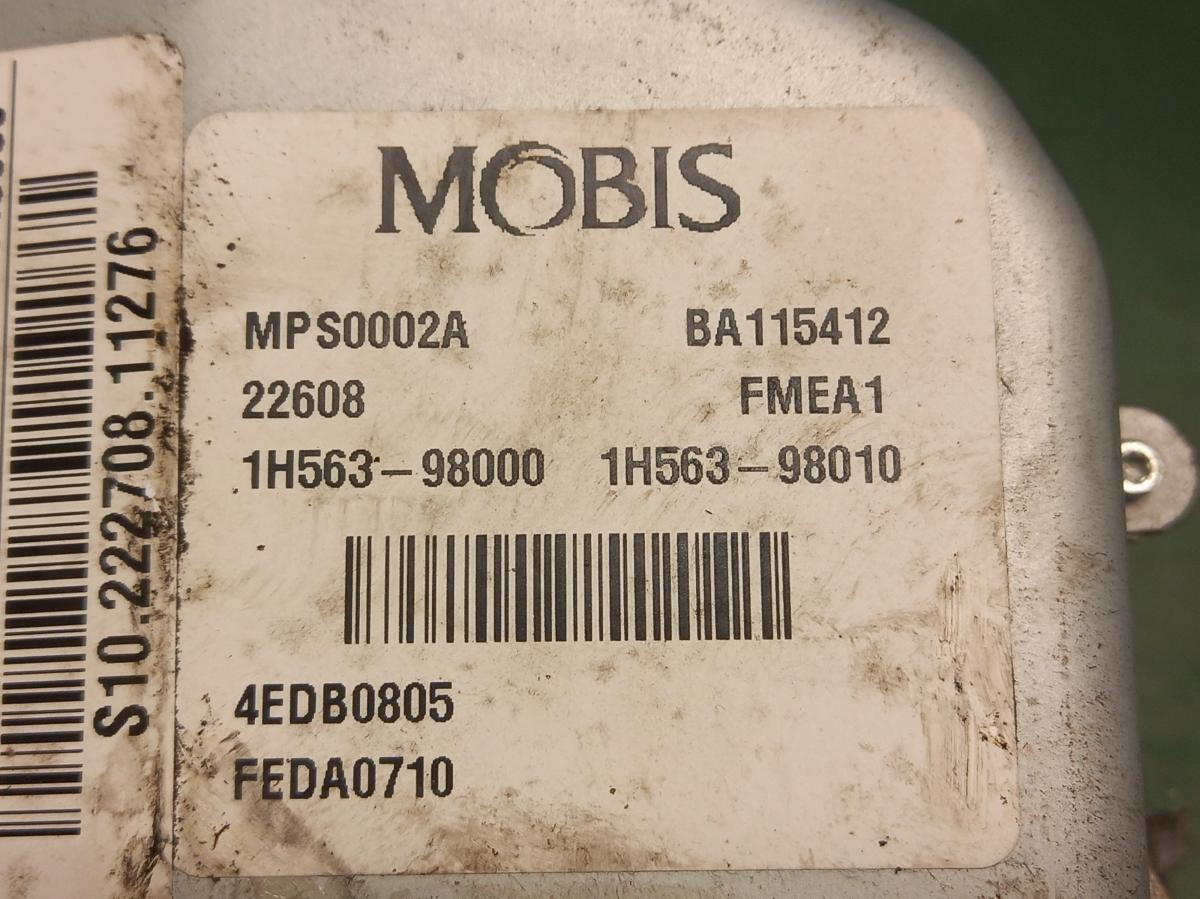 MOBIS
MPS0002A BA115412
22608 FMEA1
1H563-98000 1H563-98010
4EDB0805
FEDA0710
S10.222708.11276